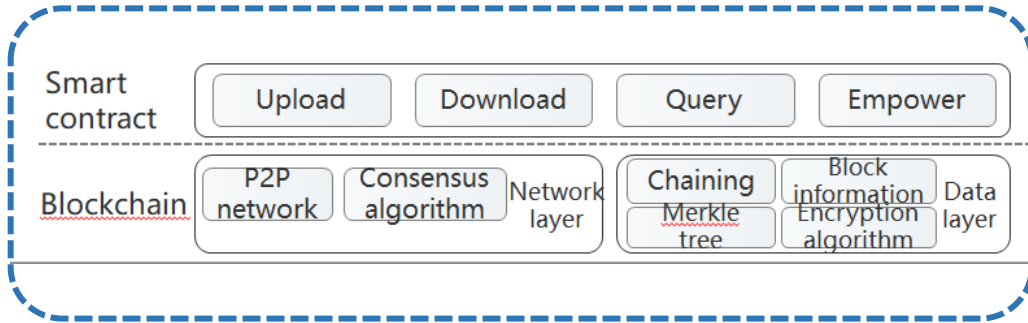 Smart
contract
Upload
Download
Query
Empower
Blockchain
P2P
network
Consensus
algorithm
Network
layer
Chaining
Block
information
Merkle
tree
Encryption
algorithm
Data
layer